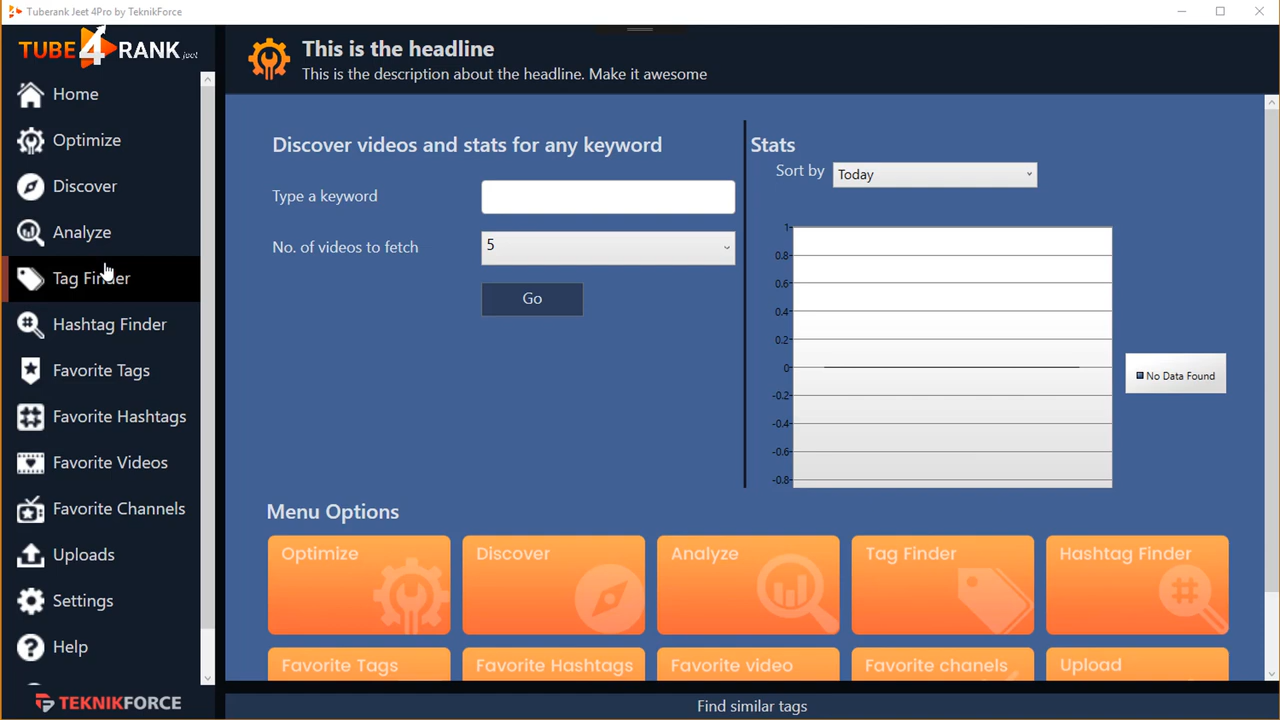 Tuberank Jeet 4Pro by TeknikForce
TUBE 4 RANK jeet
Home
Optimize
Discover
Analyze
Tag Finder
Hashtag Finder
Favorite Tags
Favorite Hashtags
Favorite Videos
Favorite Channels
Uploads
Settings
Help
TEKNIKFORCE
This is the headline
This is the description about the headline. Make it awesome
Discover videos and stats for any keyword
Type a keyword
No. of videos to fetch
5
Go
Stats
Sort by
Today
1
0.8
0.6
0.4
0.2
0
-0.2
-0.4
-0.6
-0.8
No Data Found
Menu Options
Optimize
Discover
Analyze
Tag Finder
Hashtag Finder
Favorite Tags
Favorite Hashtags
Favorite video
Favorite chanels
Upload
Find similar tags